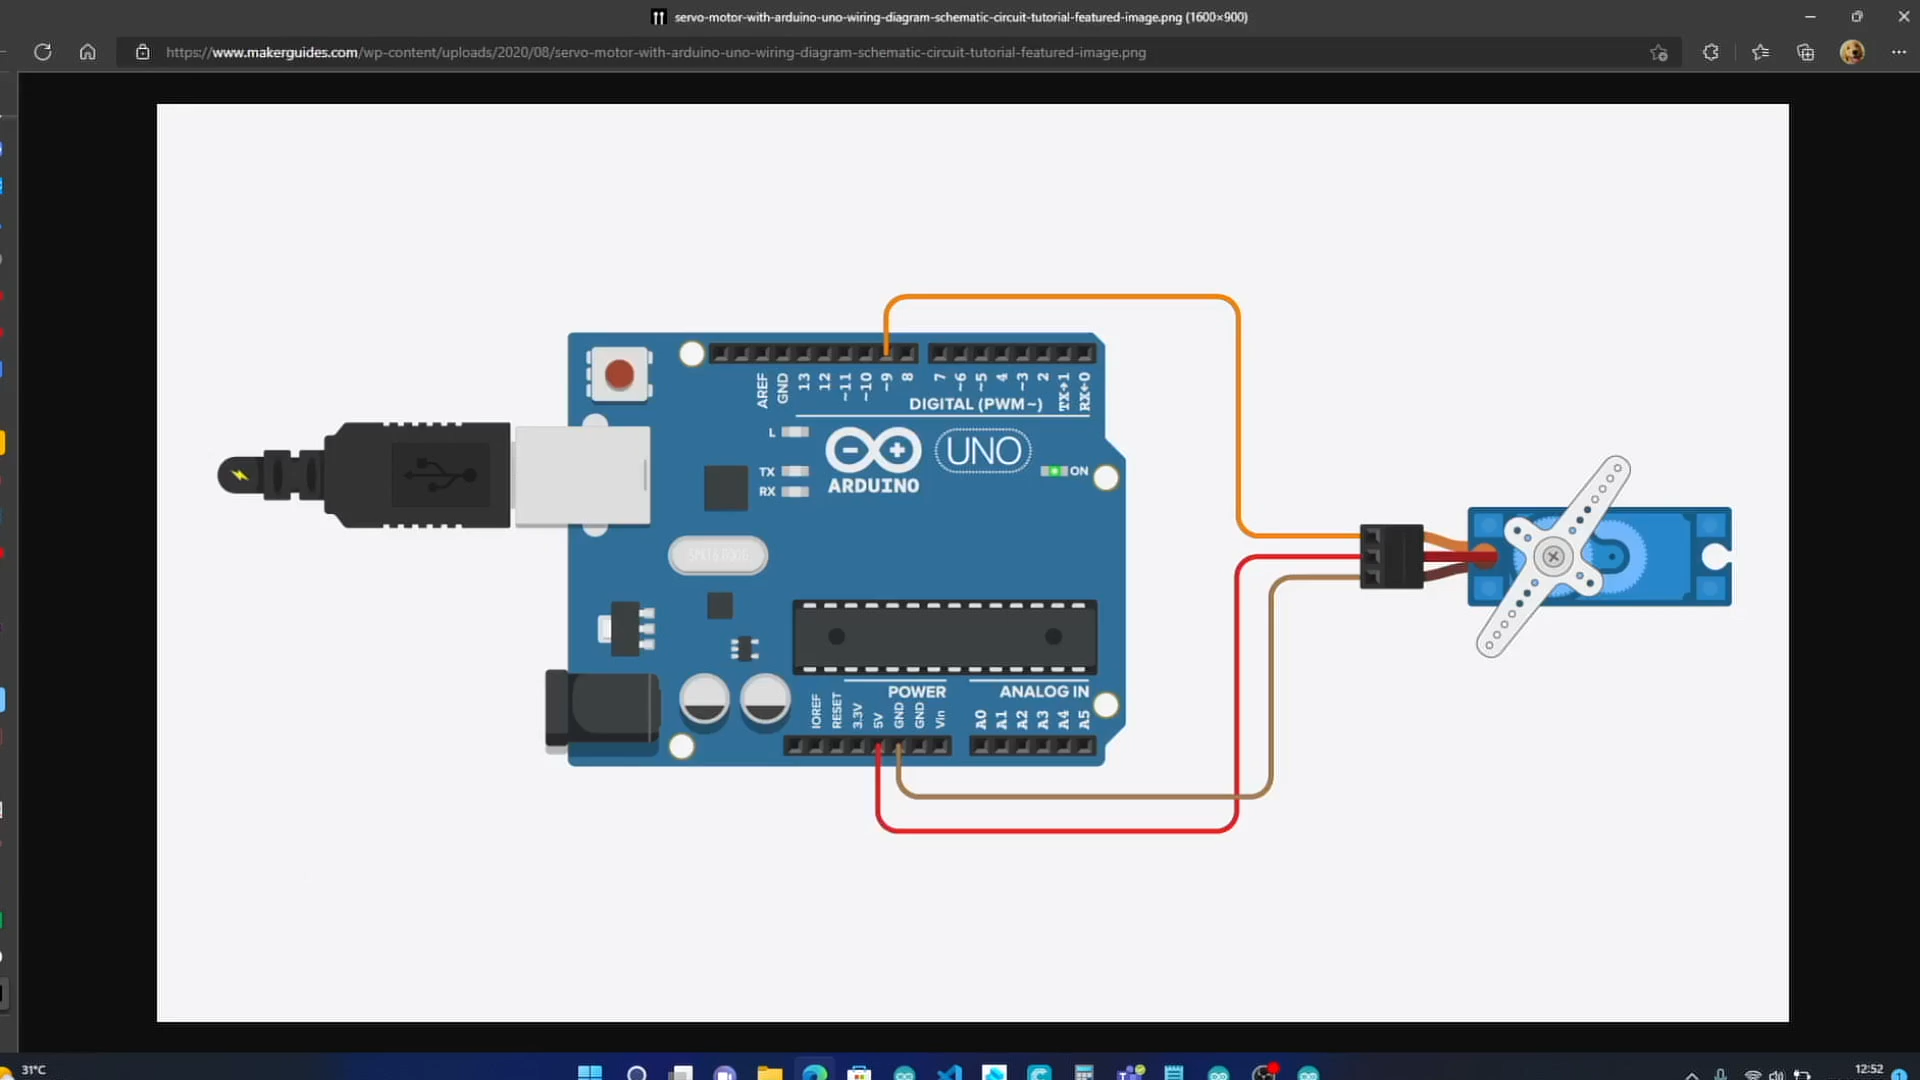 servo-motor-with-arduino-uno-wiring-diagram-schematic-circuit-tutorial-featured-image.png (1600×900)
https://www.makerguides.com/wp-content/uploads/2020/08/servo-motor-with-arduino-uno-wiring-diagram-schematic-circuit-tutorial-featured-image.png
AREF GND 13 12 ~11 ~10 ~9 8 7 ~6 ~5 4 ~3 2 TX→1 RX←0
DIGITAL (PWM~)
L
TX
RX
ARDUINO
UNO
ON
POWER
ANALOG IN
IOREF RESET 3.3V 5V GND GND Vin A0 A1 A2 A3 A4 A5
31°C
12:52
1